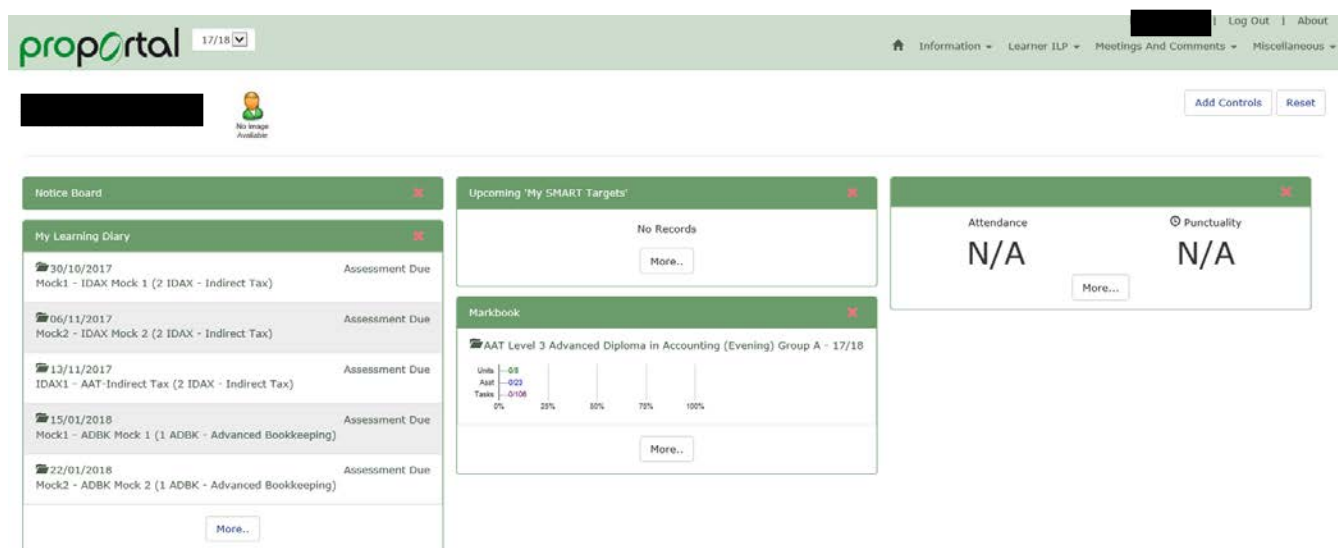 Log Out | About
proportal 17/18
Information Learner ILP Meetings And Comments Miscellaneous
No image
Available
Add Controls Reset
Notice Board
My Learning Diary
30/10/2017 Assessment Due
Mock1 - IDAX Mock 1 (2 IDAX - Indirect Tax)
06/11/2017 Assessment Due
Mock2 - IDAX Mock 2 (2 IDAX - Indirect Tax)
13/11/2017 Assessment Due
IDAX1 - AAT-Indirect Tax (2 IDAX - Indirect Tax)
15/01/2018 Assessment Due
Mock1 - ADBK Mock 1 (1 ADBK - Advanced Bookkeeping)
22/01/2018 Assessment Due
Mock2 - ADBK Mock 2 (1 ADBK - Advanced Bookkeeping)
More..
Upcoming 'My SMART Targets'
No Records
More..
Markbook
AAT Level 3 Advanced Diploma in Accounting (Evening) Group A - 17/18
Units 0/8
Asst 0/23
Tasks 0/108
0% 25% 50% 75% 100%
More..
Attendance Punctuality
N/A N/A
More...